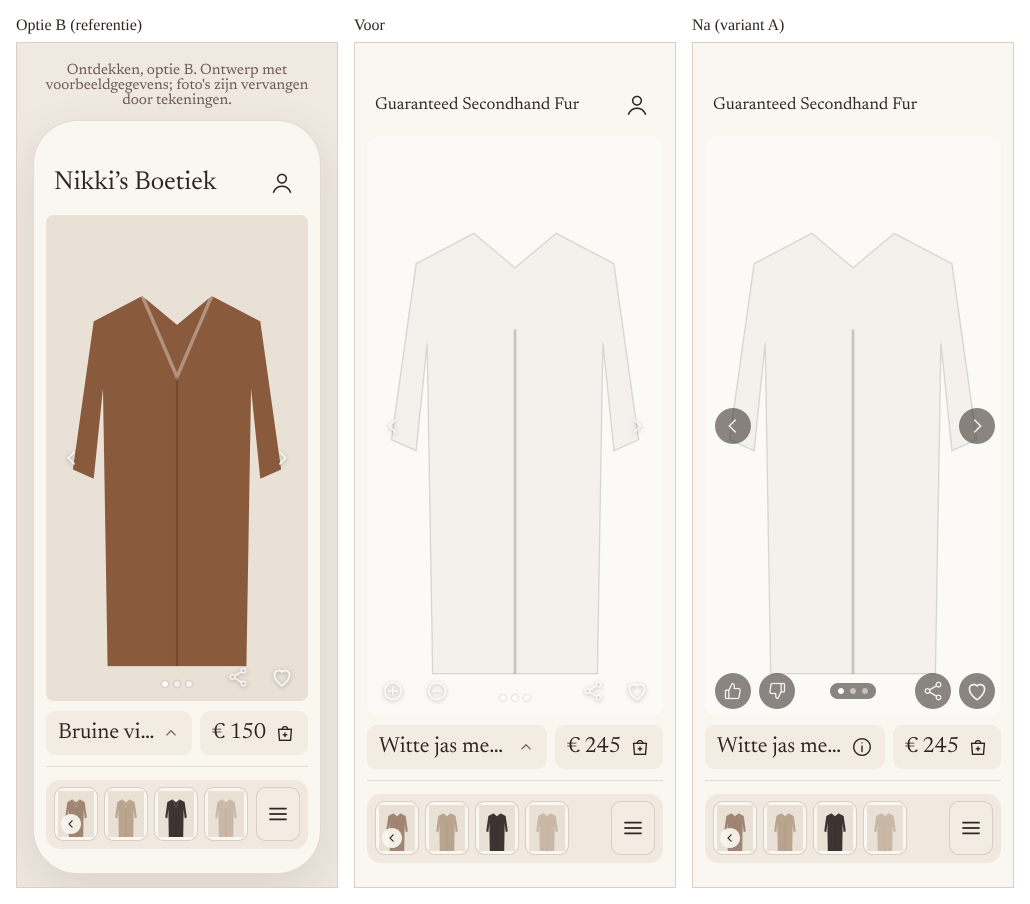 Optie B (referentie)
Voor
Na (variant A)
Ontdekken, optie B. Ontwerp met
voorbeeldgegevens; foto's zijn vervangen
door tekeningen.
Nikki’s Boetiek
Bruine vi...
€ 150
Guaranteed Secondhand Fur
Witte jas me...
€ 245
Guaranteed Secondhand Fur
Witte jas me...
€ 245